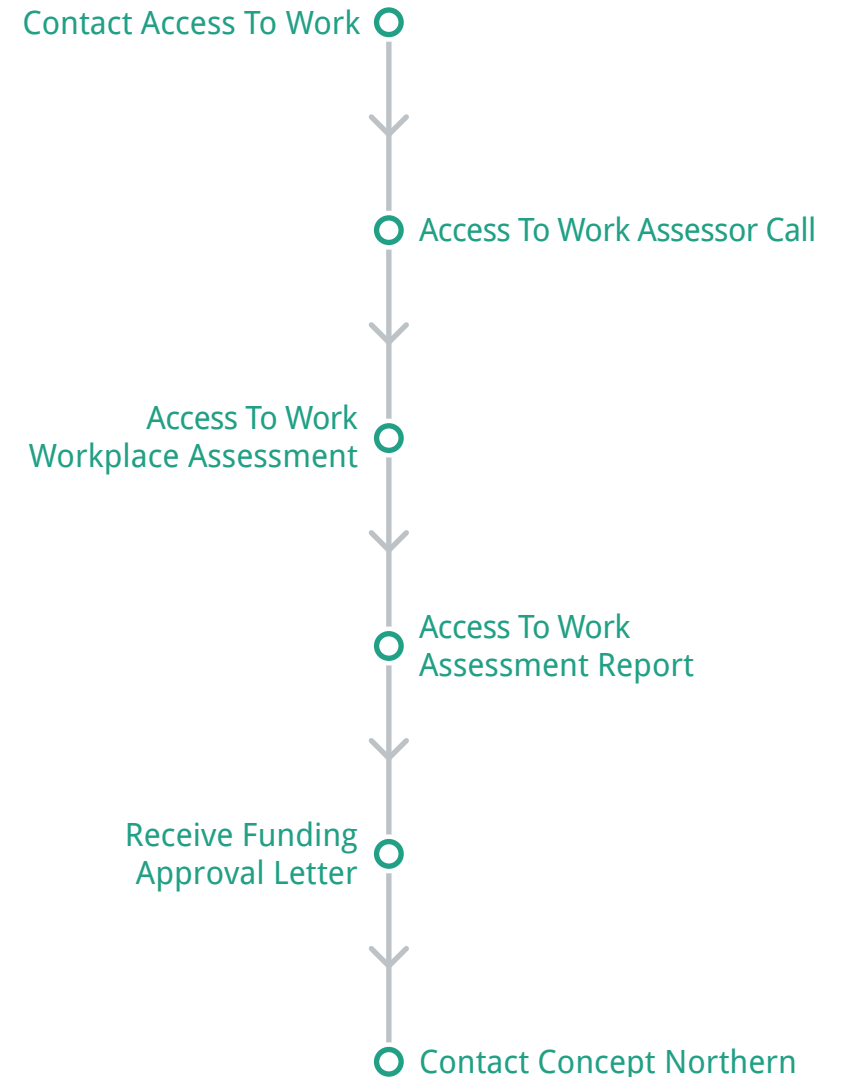 Contact Access To Work
Access To Work Assessor Call
Access To Work
Workplace Assessment
Access To Work
Assessment Report
Receive Funding
Approval Letter
Contact Concept Northern